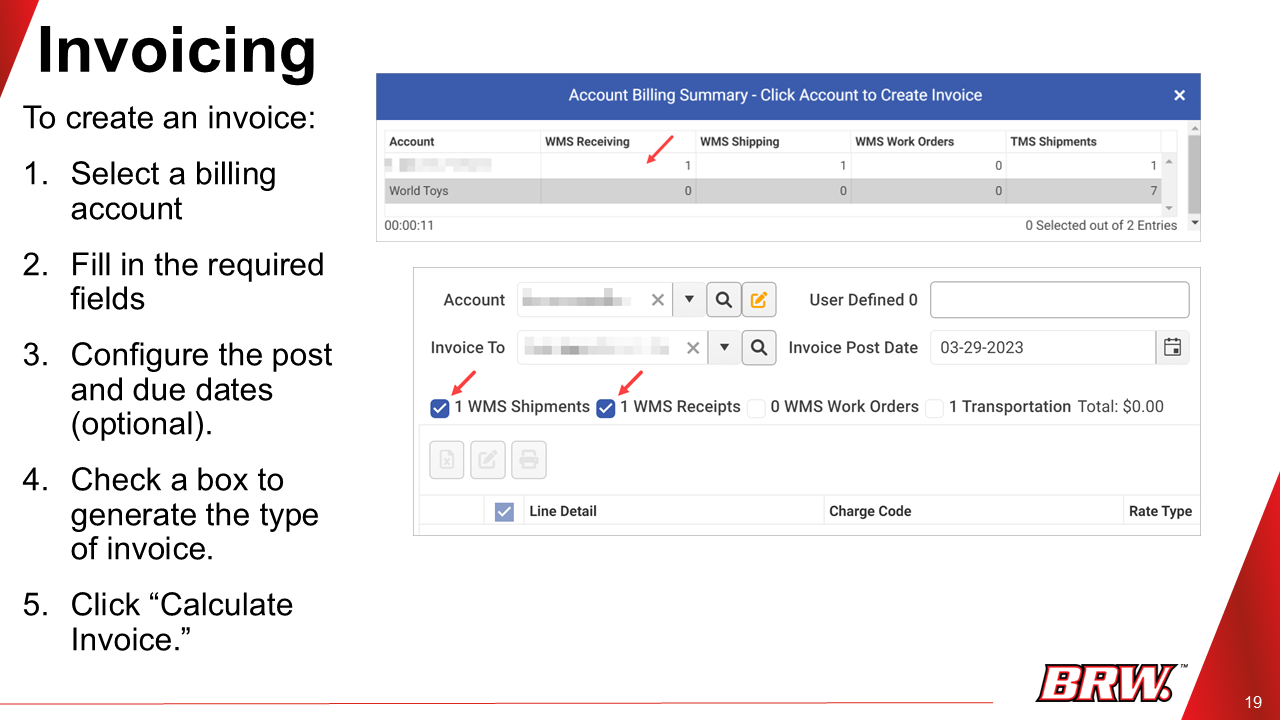 Invoicing
To create an invoice:
1. Select a billing
account
2. Fill in the required
fields
3. Configure the post
and due dates
(optional).
4. Check a box to
generate the type
of invoice.
5. Click “Calculate
Invoice.”
Account Billing Summary - Click Account to Create Invoice
Account WMS Receiving WMS Shipping WMS Work Orders TMS Shipments
1 1 0 1
World Toys 0 0 0 7
00:00:11 0 Selected out of 2 Entries
Account User Defined 0
Invoice To Invoice Post Date 03-29-2023
1 WMS Shipments 1 WMS Receipts 0 WMS Work Orders 1 Transportation Total: $0.00
Line Detail Charge Code Rate Type
BRW.™
19